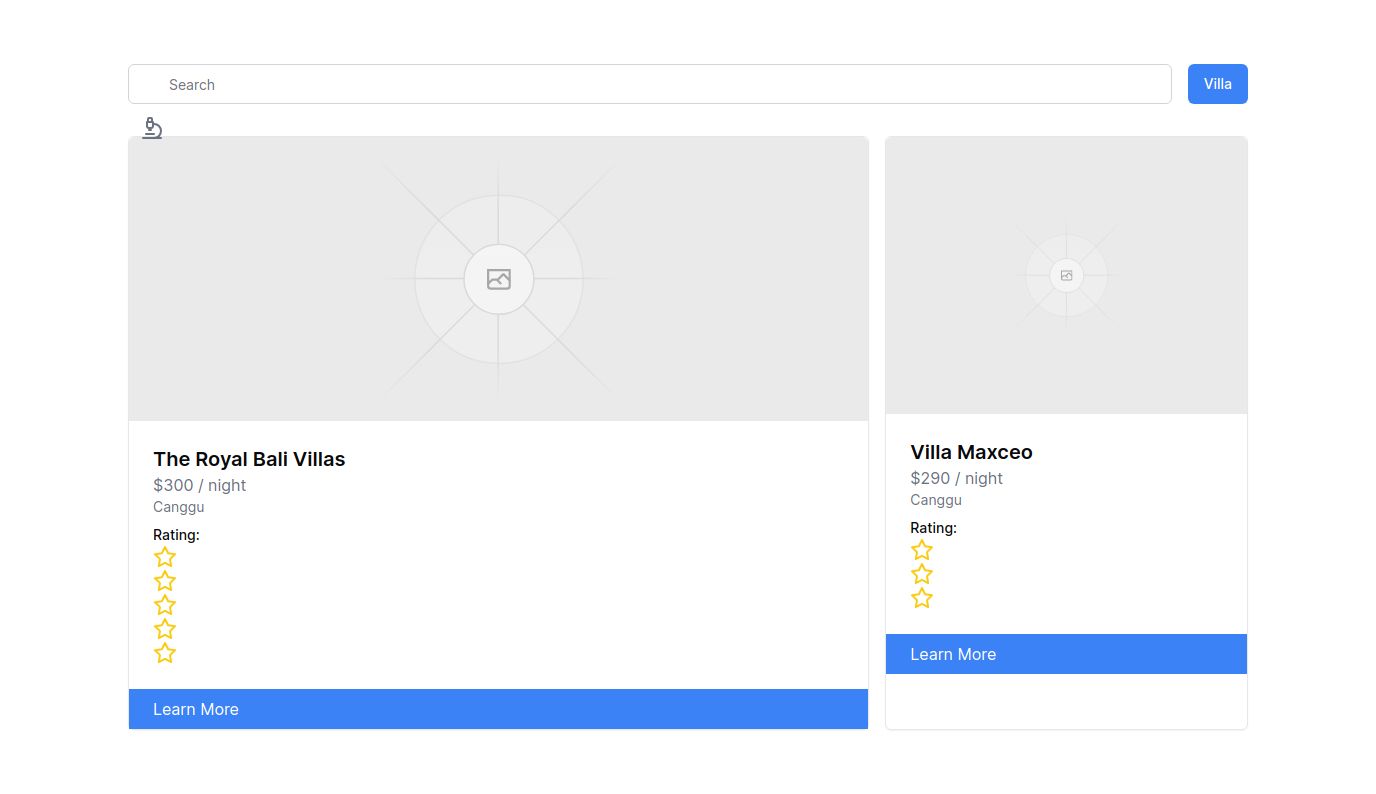 Search
Villa
The Royal Bali Villas
$300 / night
Canggu
Rating:
Learn More
Villa Maxceo
$290 / night
Canggu
Rating:
Learn More